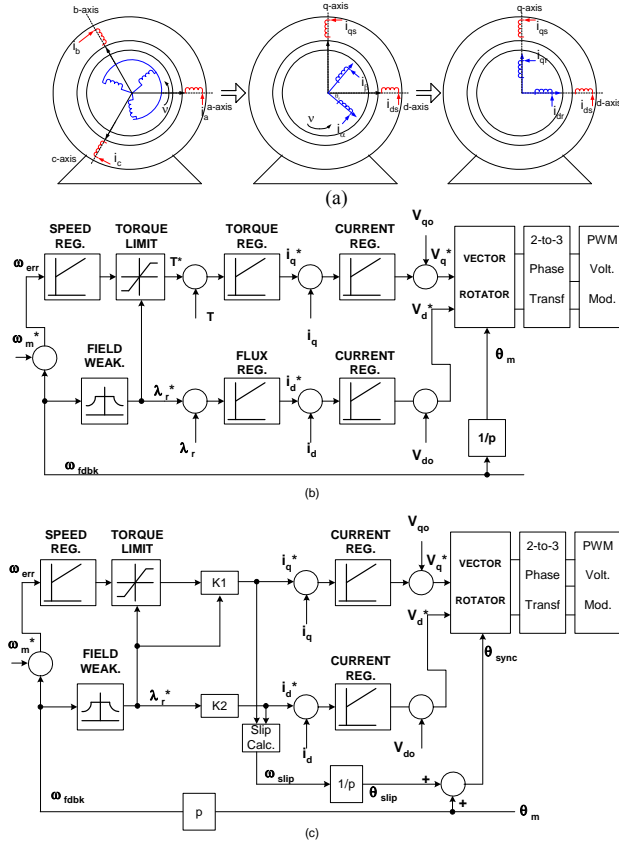 b-axis
i_b
ν
i_a
a-axis
c-axis
i_c
q-axis
i_qs
i_β
i_ds
d-axis
ν
i_α
q-axis
i_qs
i_qr
i_dr
i_ds
d-axis
(a)
SPEED REG.
TORQUE LIMIT
TORQUE REG.
CURRENT REG.
V_qo
ω_err
T*
i_q*
V_q*
VECTOR ROTATOR
2-to-3 Phase Transf
PWM Volt. Mod.
T
i_q
V_d*
ω_m*
FIELD WEAK.
FLUX REG.
CURRENT REG.
θ_m
λ_r*
i_d*
λ_r
i_d
V_do
1/p
ω_fdbk
(b)
SPEED REG.
TORQUE LIMIT
CURRENT REG.
V_qo
ω_err
K1
i_q*
V_q*
VECTOR ROTATOR
2-to-3 Phase Transf
PWM Volt. Mod.
i_q
V_d*
ω_m*
FIELD WEAK.
CURRENT REG.
θ_sync
λ_r*
K2
i_d*
Slip Calc.
i_d
V_do
ω_slip
1/p
θ_slip
+
+
ω_fdbk
p
θ_m
(c)